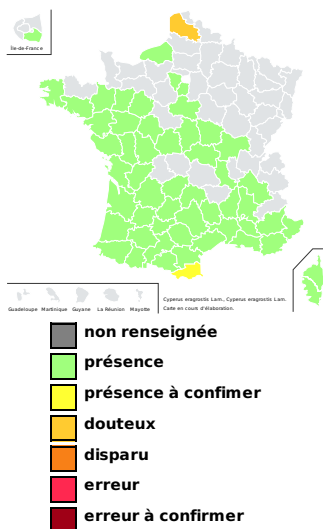 Île-de-France
Guadeloupe Martinique Guyane La Réunion Mayotte
Cyperus eragrostis Lam., Cyperus eragrostis Lam.
Carte en cours d'élaboration.
non renseignée
présence
présence à confimer
douteux
disparu
erreur
erreur à confirmer